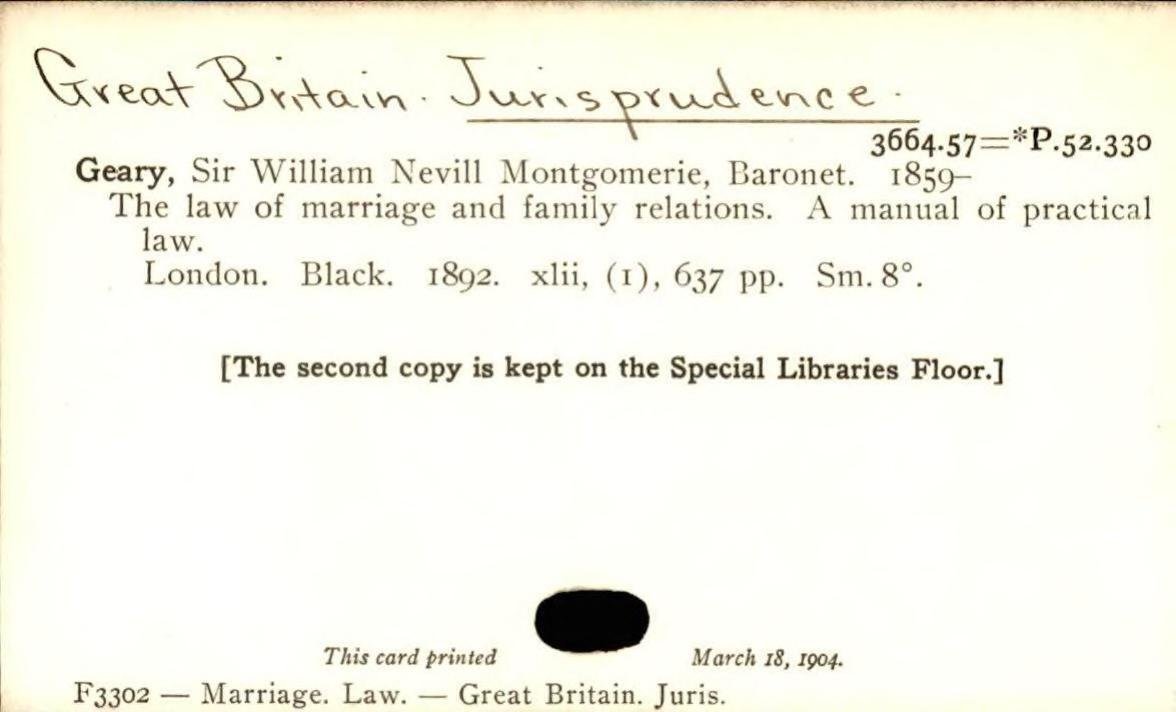 Great Britain. Jurisprudence.
3664.57=*P.52.330
Geary, Sir William Nevill Montgomerie, Baronet. 1859–
The law of marriage and family relations. A manual of practical
law.
London. Black. 1892. xlii, (1), 637 pp. Sm. 8°.
[The second copy is kept on the Special Libraries Floor.]
This card printed March 18, 1904.
F3302 — Marriage. Law. — Great Britain. Juris.